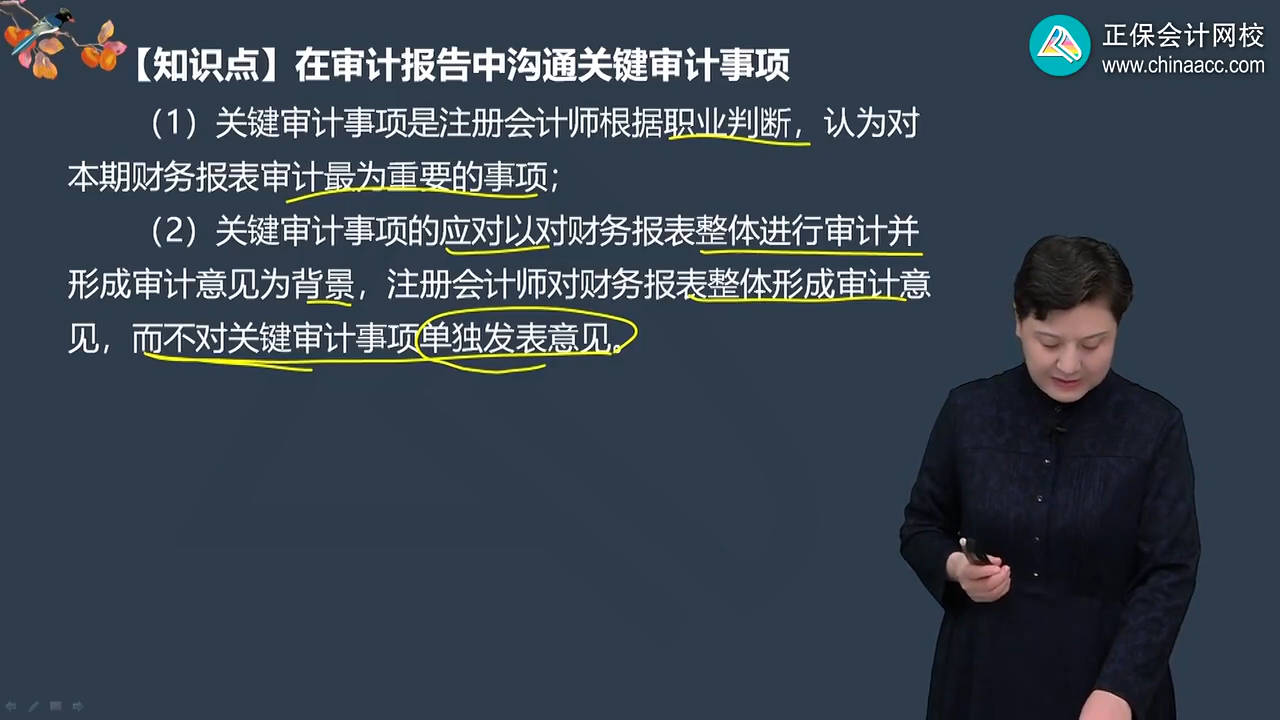 正保会计网校
www.chinaacc.com
【知识点】在审计报告中沟通关键审计事项
（1）关键审计事项是注册会计师根据职业判断，认为对
本期财务报表审计最为重要的事项；
（2）关键审计事项的应对以对财务报表整体进行审计并
形成审计意见为背景，注册会计师对财务报表整体形成审计意
见，而不对关键审计事项单独发表意见。